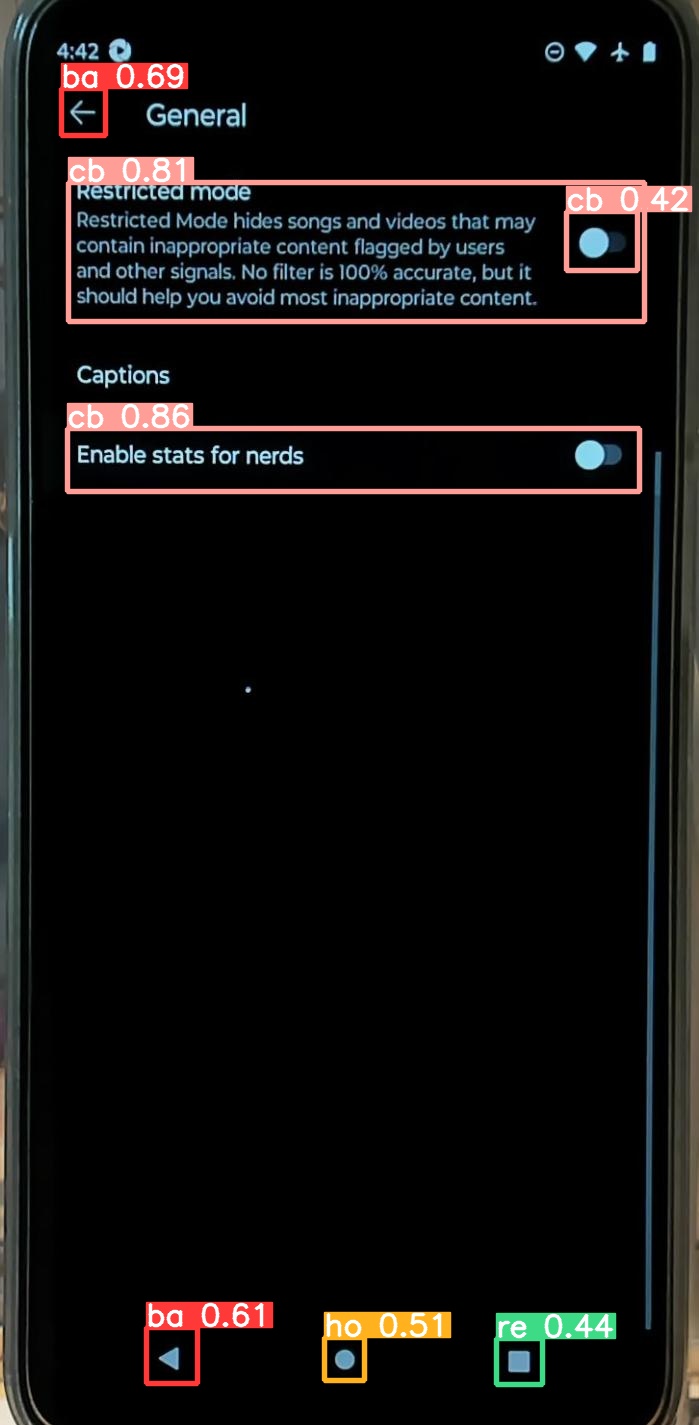 4:42
ba 0.69
General
cb 0.81
Restricted mode
cb 0.42
Restricted Mode hides songs and videos that may
contain inappropriate content flagged by users
and other signals. No filter is 100% accurate, but it
should help you avoid most inappropriate content.
Captions
cb 0.86
Enable stats for nerds
ba 0.61
ho 0.51
re 0.44